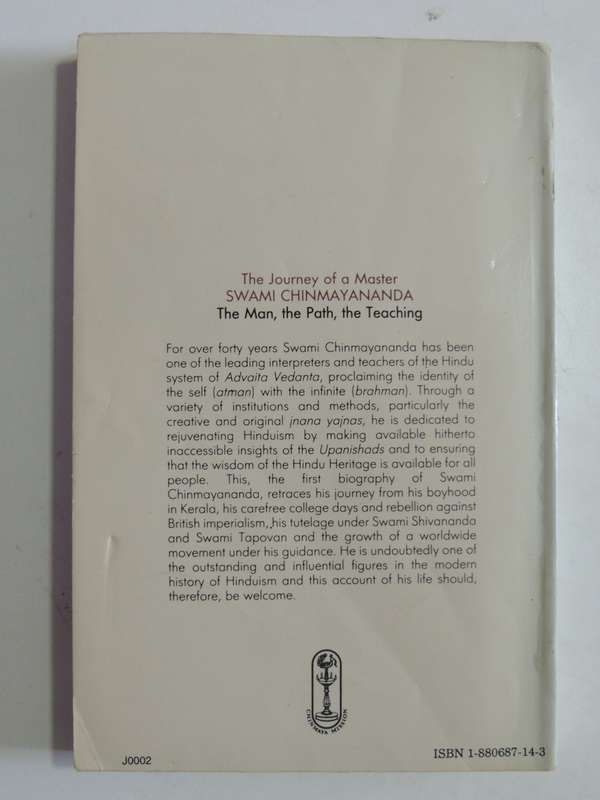 The Journey of a Master
SWAMI CHINMAYANANDA
The Man, the Path, the Teaching
For over forty years Swami Chinmayananda has been
one of the leading interpreters and teachers of the Hindu
system of Advaita Vedanta, proclaiming the identity of
the self (atman) with the infinite (brahman). Through a
variety of institutions and methods, particularly the
creative and original jnana yajnas, he is dedicated to
rejuvenating Hinduism by making available hitherto
inaccessible insights of the Upanishads and to ensuring
that the wisdom of the Hindu Heritage is available for all
people. This, the first biography of Swami
Chinmayananda, retraces his journey from his boyhood
in Kerala, his carefree college days and rebellion against
British imperialism, his tutelage under Swami Shivananda
and Swami Tapovan and the growth of a worldwide
movement under his guidance. He is undoubtedly one of
the outstanding and influential figures in the modern
history of Hinduism and this account of his life should,
therefore, be welcome.
CHINMAYA MISSION
J0002
ISBN 1-880687-14-3